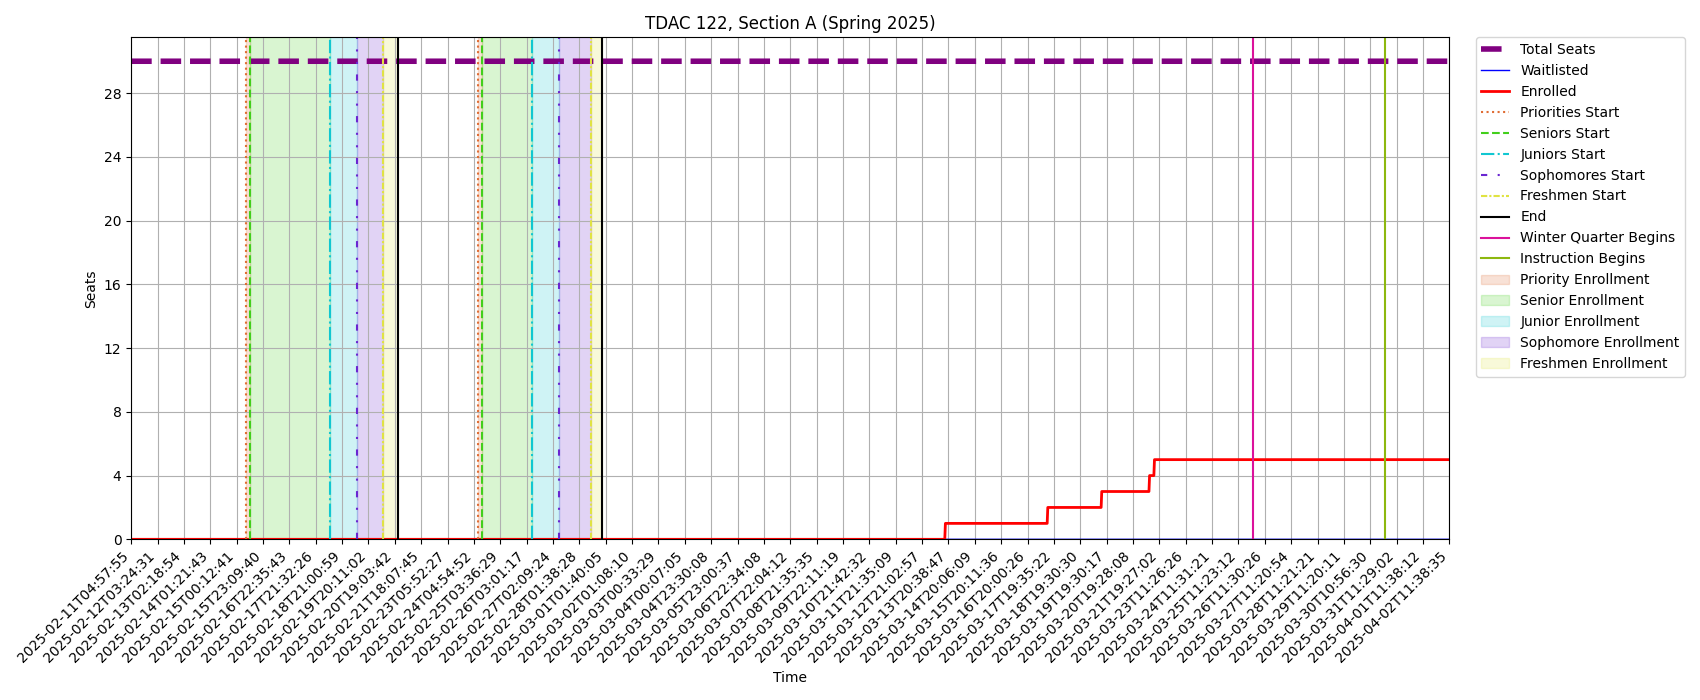 TDAC 122, Section A (Spring 2025)
Seats
28
24
20
16
12
8
4
0
2025-02-11T04:57:55
2025-02-12T03:24:31
2025-02-13T02:18:54
2025-02-14T01:21:43
2025-02-15T00:12:41
2025-02-15T23:09:40
2025-02-16T22:35:43
2025-02-17T21:32:26
2025-02-18T21:00:59
2025-02-19T20:11:02
2025-02-20T19:03:42
2025-02-21T18:07:45
2025-02-23T05:52:27
2025-02-24T04:54:52
2025-02-25T03:36:29
2025-02-26T03:01:17
2025-02-27T02:09:24
2025-02-28T01:38:28
2025-03-01T01:40:05
2025-03-02T01:08:10
2025-03-03T00:33:29
2025-03-04T00:07:05
2025-03-04T23:30:08
2025-03-05T23:00:37
2025-03-06T22:34:08
2025-03-07T22:04:12
2025-03-08T21:35:35
2025-03-09T22:11:19
2025-03-10T21:42:32
2025-03-11T21:35:09
2025-03-12T21:02:57
2025-03-13T20:38:47
2025-03-14T20:06:09
2025-03-15T20:11:36
2025-03-16T20:00:26
2025-03-17T19:35:22
2025-03-18T19:30:30
2025-03-19T19:30:17
2025-03-20T19:28:08
2025-03-21T19:27:02
2025-03-23T11:26:26
2025-03-24T11:31:21
2025-03-25T11:23:12
2025-03-26T11:30:26
2025-03-27T11:20:54
2025-03-28T11:21:21
2025-03-29T11:20:11
2025-03-30T10:56:30
2025-03-31T11:29:02
2025-04-01T11:38:12
2025-04-02T11:38:35
Time
Total Seats
Waitlisted
Enrolled
Priorities Start
Seniors Start
Juniors Start
Sophomores Start
Freshmen Start
End
Winter Quarter Begins
Instruction Begins
Priority Enrollment
Senior Enrollment
Junior Enrollment
Sophomore Enrollment
Freshmen Enrollment